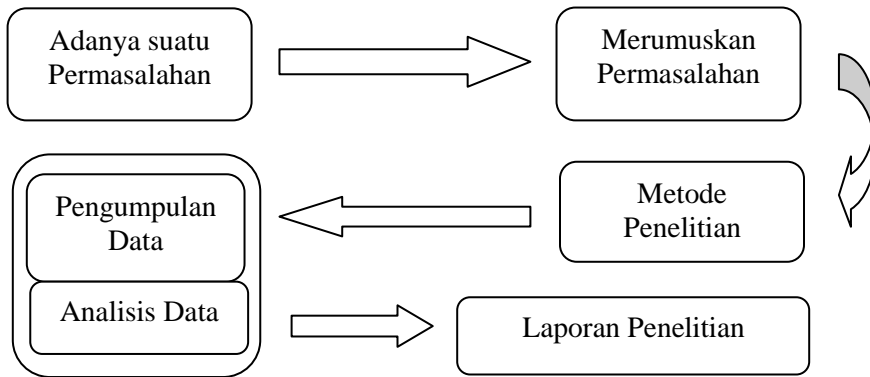 Adanya suatu
Permasalahan
Merumuskan
Permasalahan
Metode
Penelitian
Pengumpulan
Data
Analisis Data
Laporan Penelitian